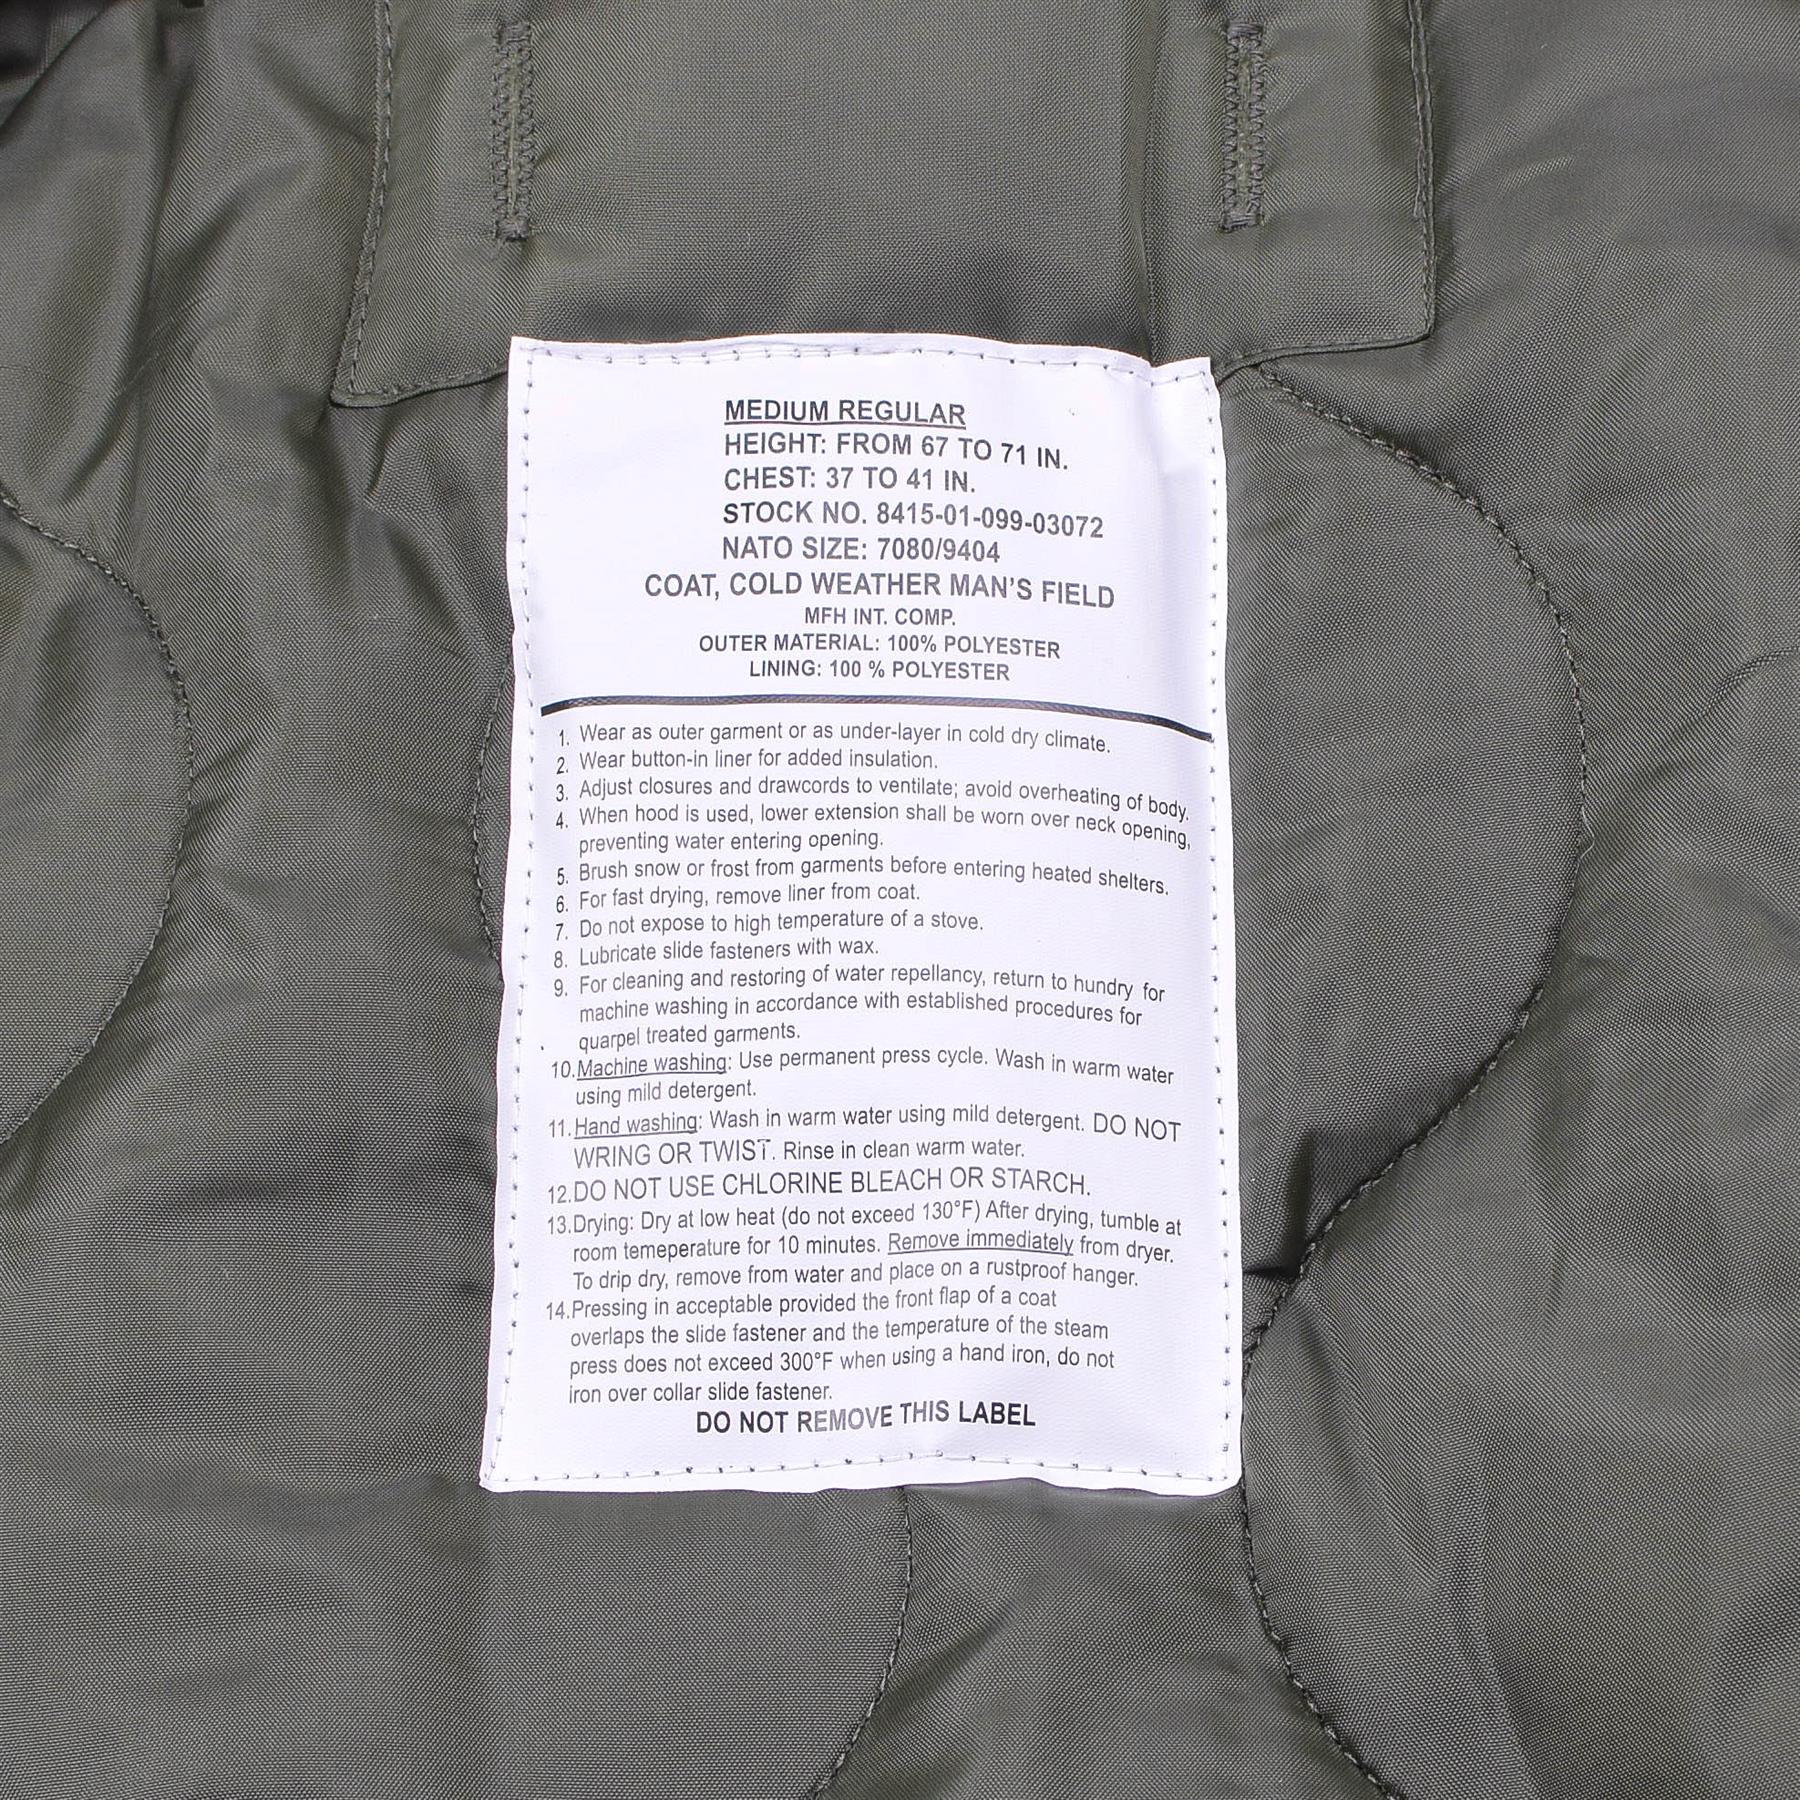 MEDIUM REGULAR
HEIGHT: FROM 67 TO 71 IN.
CHEST: 37 TO 41 IN.
STOCK NO. 8415-01-099-03072
NATO SIZE: 7080/9404
COAT, COLD WEATHER MAN'S FIELD
MFH INT. COMP.
OUTER MATERIAL: 100% POLYESTER
LINING: 100 % POLYESTER
1. Wear as outer garment or as under-layer in cold dry climate.
2. Wear button-in liner for added insulation.
3. Adjust closures and drawcords to ventilate; avoid overheating of body.
4. When hood is used, lower extension shall be worn over neck opening,
preventing water entering opening.
5. Brush snow or frost from garments before entering heated shelters.
6. For fast drying, remove liner from coat.
7. Do not expose to high temperature of a stove.
8. Lubricate slide fasteners with wax.
9. For cleaning and restoring of water repellancy, return to hundry for
machine washing in accordance with established procedures for
quarpel treated garments.
10. Machine washing: Use permanent press cycle. Wash in warm water
using mild detergent.
11. Hand washing: Wash in warm water using mild detergent. DO NOT
WRING OR TWIST. Rinse in clean warm water.
12. DO NOT USE CHLORINE BLEACH OR STARCH.
13. Drying: Dry at low heat (do not exceed 130°F) After drying, tumble at
room temeperature for 10 minutes. Remove immediately from dryer.
To drip dry, remove from water and place on a rustproof hanger.
14. Pressing in acceptable provided the front flap of a coat
overlaps the slide fastener and the temperature of the steam
press does not exceed 300°F when using a hand iron, do not
iron over collar slide fastener.
DO NOT REMOVE THIS LABEL